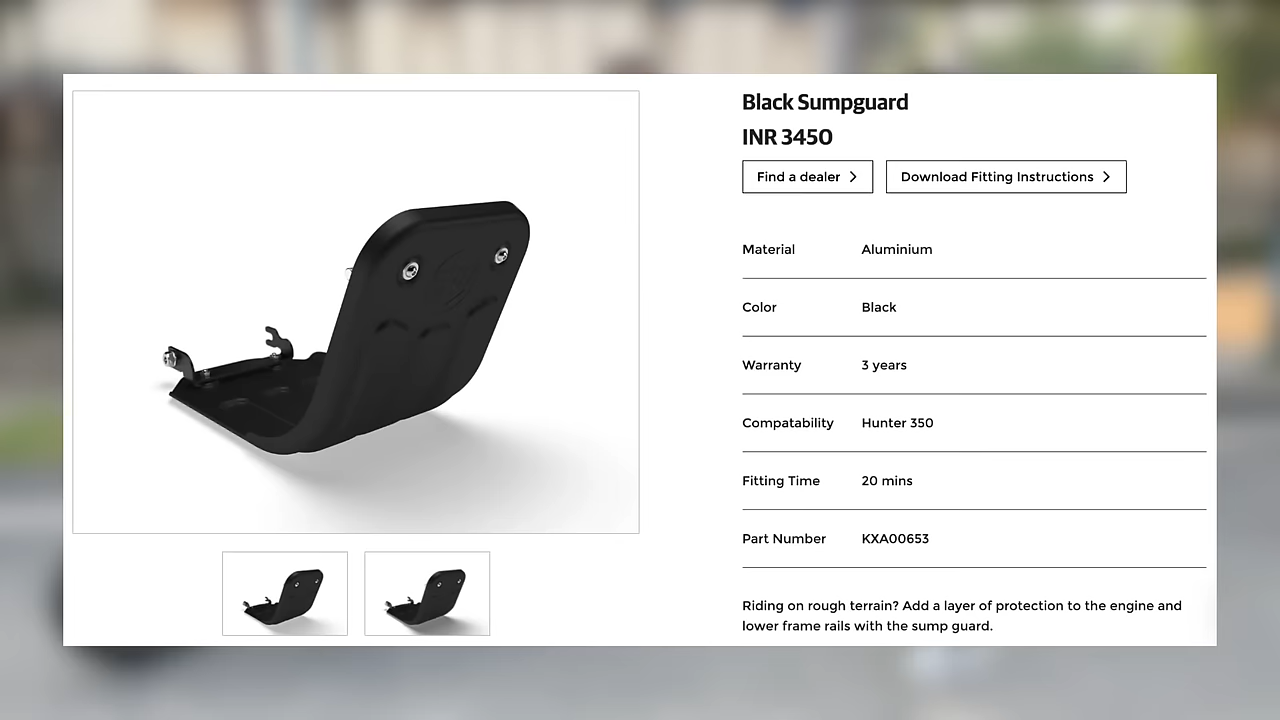 Black Sumpguard
INR 3450
Find a dealer
Download Fitting Instructions
Material Aluminium
Color Black
Warranty 3 years
Compatability Hunter 350
Fitting Time 20 mins
Part Number KXA00653
Riding on rough terrain? Add a layer of protection to the engine and
lower frame rails with the sump guard.